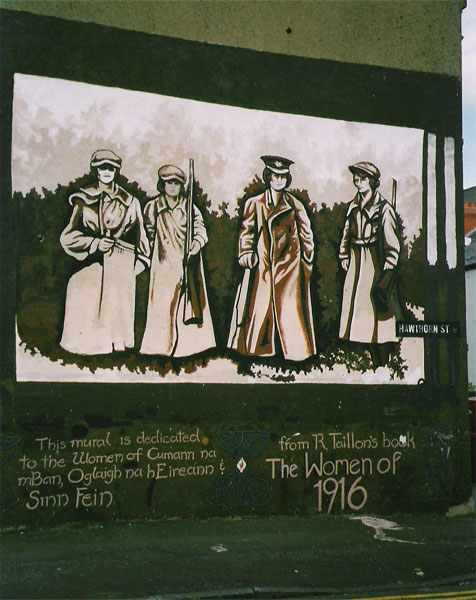 HAWTHORN ST.
This mural is dedicated
to the Women of Cumann na
mBan, Oglaigh na hEireann &
Sinn Fein
from R Taillon's book
The Women of
1916